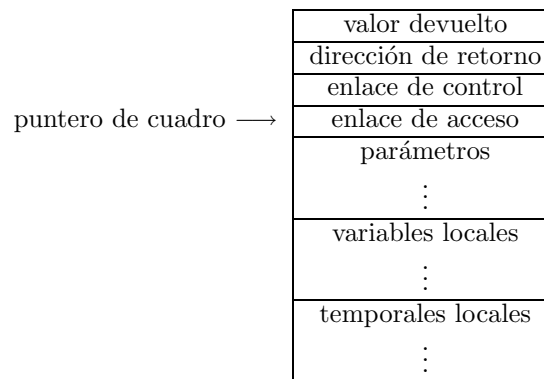 valor devuelto
dirección de retorno
enlace de control
puntero de cuadro ⟶ enlace de acceso
parámetros
⋮
variables locales
⋮
temporales locales
⋮